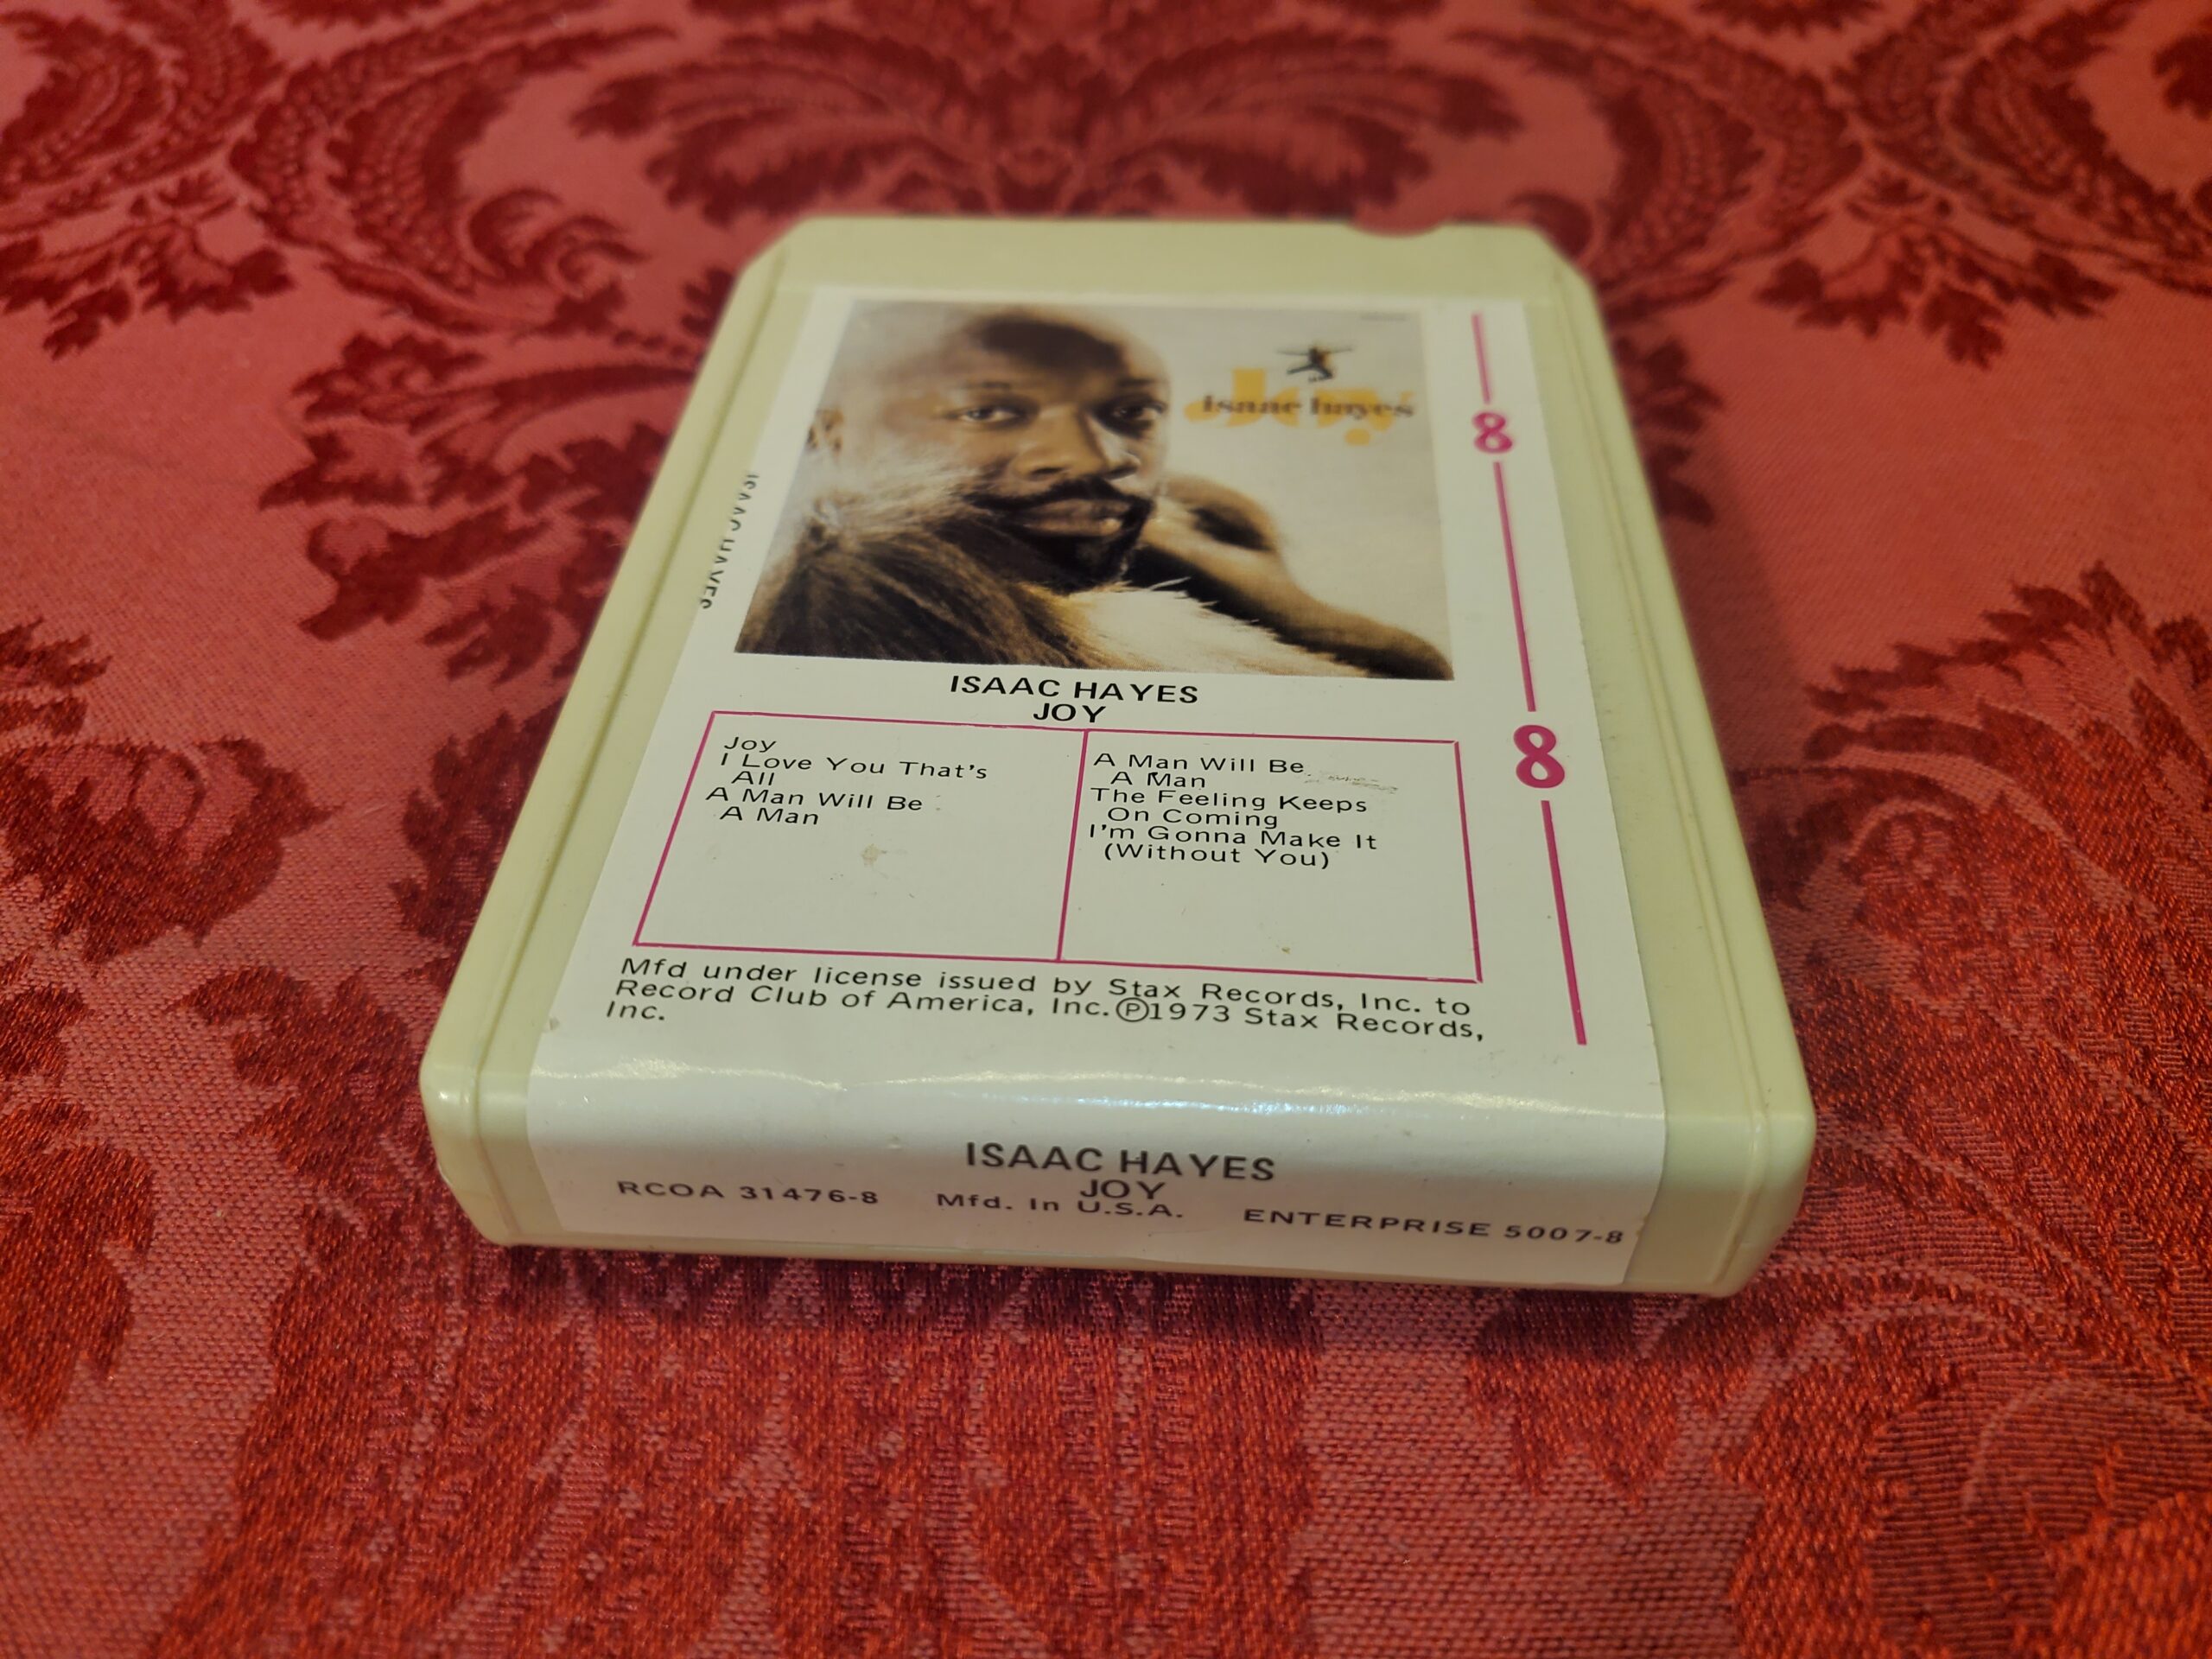 Joy
isaac hayes
8
ISAAC HAYES
ISAAC HAYES
JOY
Joy
I Love You That's
All
A Man Will Be
A Man
A Man Will Be
A Man
The Feeling Keeps
On Coming
I'm Gonna Make It
(Without You)
8
Mfd under license issued by Stax Records, Inc. to
Record Club of America, Inc. Ⓟ1973 Stax Records,
Inc.
ISAAC HAYES
JOY
RCOA 31476-8 Mfd. In U.S.A. ENTERPRISE 5007-8